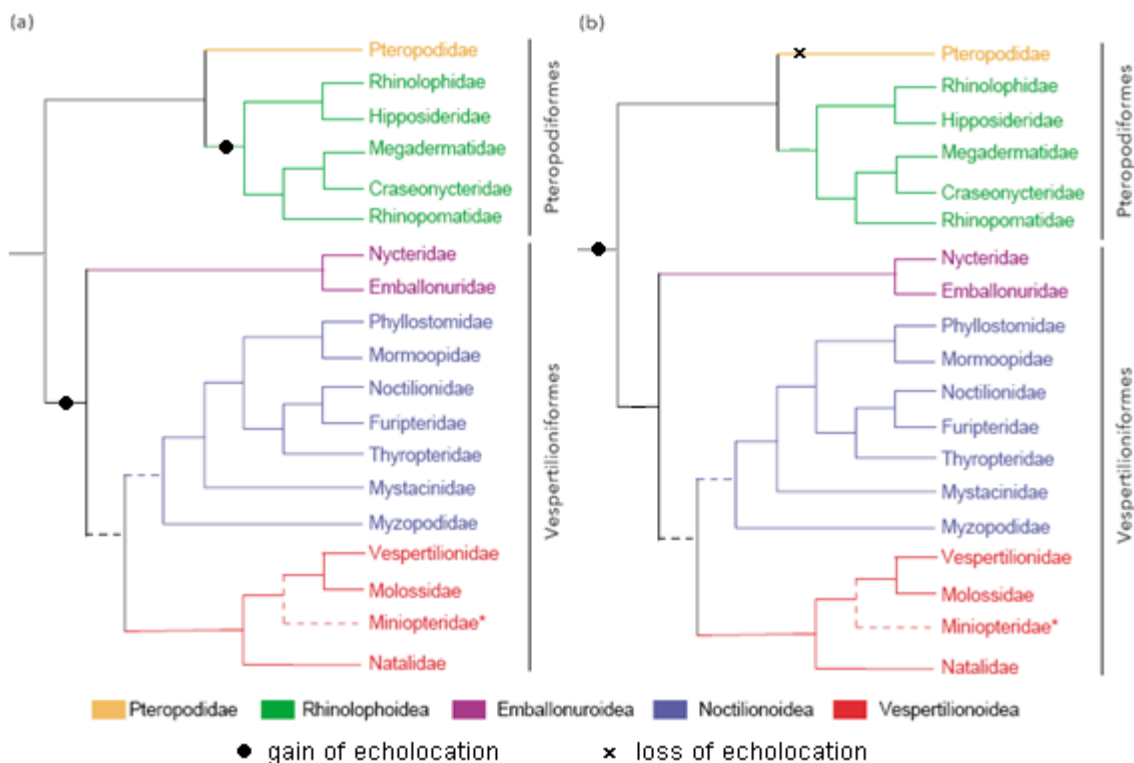 (a)
Pteropodidae
Rhinolophidae
Hipposideridae
Megadermatidae
Craseonycteridae
Rhinopomatidae
Pteropodiformes
Nycteridae
Emballonuridae
Phyllostomidae
Mormoopidae
Noctilionidae
Furipteridae
Thyropteridae
Mystacinidae
Myzopodidae
Vespertilionidae
Molossidae
Miniopteridae*
Natalidae
Vespertilioniformes
(b)
Pteropodidae
Rhinolophidae
Hipposideridae
Megadermatidae
Craseonycteridae
Rhinopomatidae
Pteropodiformes
Nycteridae
Emballonuridae
Phyllostomidae
Mormoopidae
Noctilionidae
Furipteridae
Thyropteridae
Mystacinidae
Myzopodidae
Vespertilionidae
Molossidae
Miniopteridae*
Natalidae
Vespertilioniformes
Pteropodidae Rhinolophoidea Emballonuroidea Noctilionoidea Vespertilionoidea
gain of echolocation x loss of echolocation